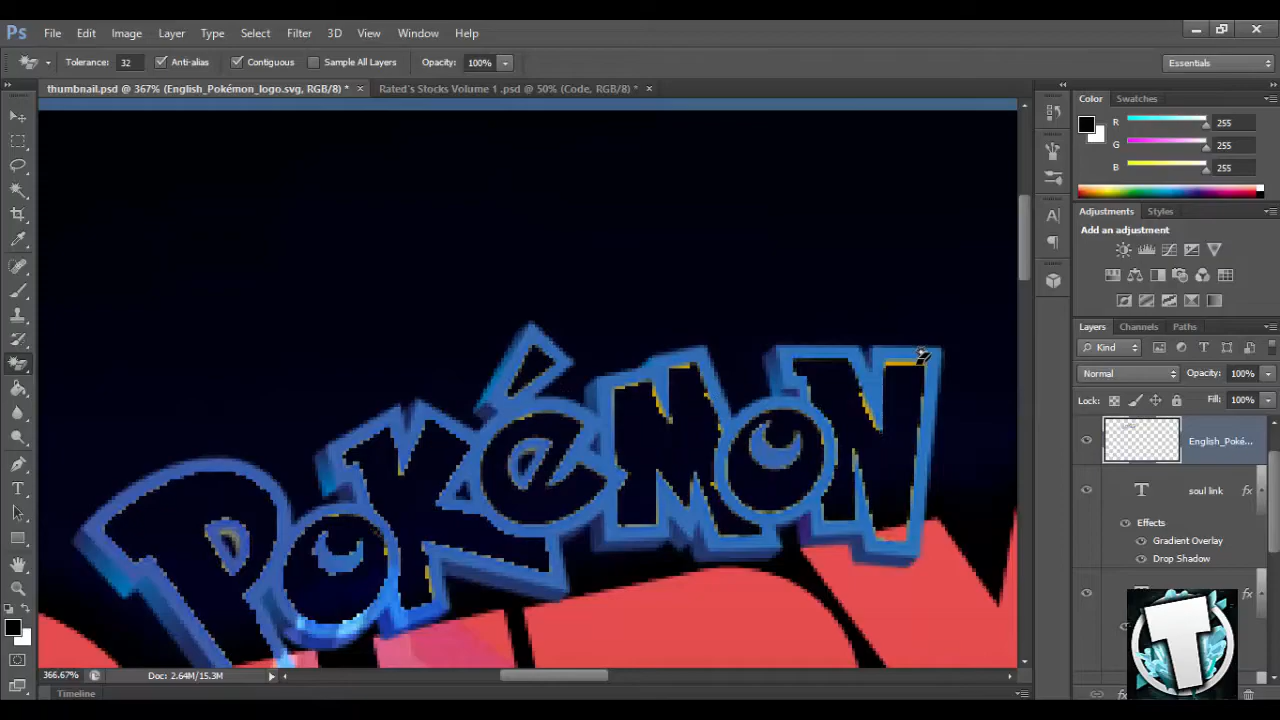 Ps File Edit Image Layer Type Select Filter 3D View Window Help
Tolerance: 32 Anti-alias Contiguous Sample All Layers Opacity: 100% Essentials
thumbnail.psd @ 367% (English_Pokémon_logo.svg, RGB/8) * × Rated's Stocks Volume 1 .psd @ 50% (Code, RGB/8) * ×
Color Swatches
R 255
G 255
B 255
Adjustments Styles
Add an adjustment
Layers Channels Paths
Kind
Normal Opacity: 100%
Lock: Fill: 100%
English_Poké...
T soul link fx
Effects
Gradient Overlay
Drop Shadow
fx
POKéMON
T
366.67% Doc: 2.64M/15.3M
Timeline